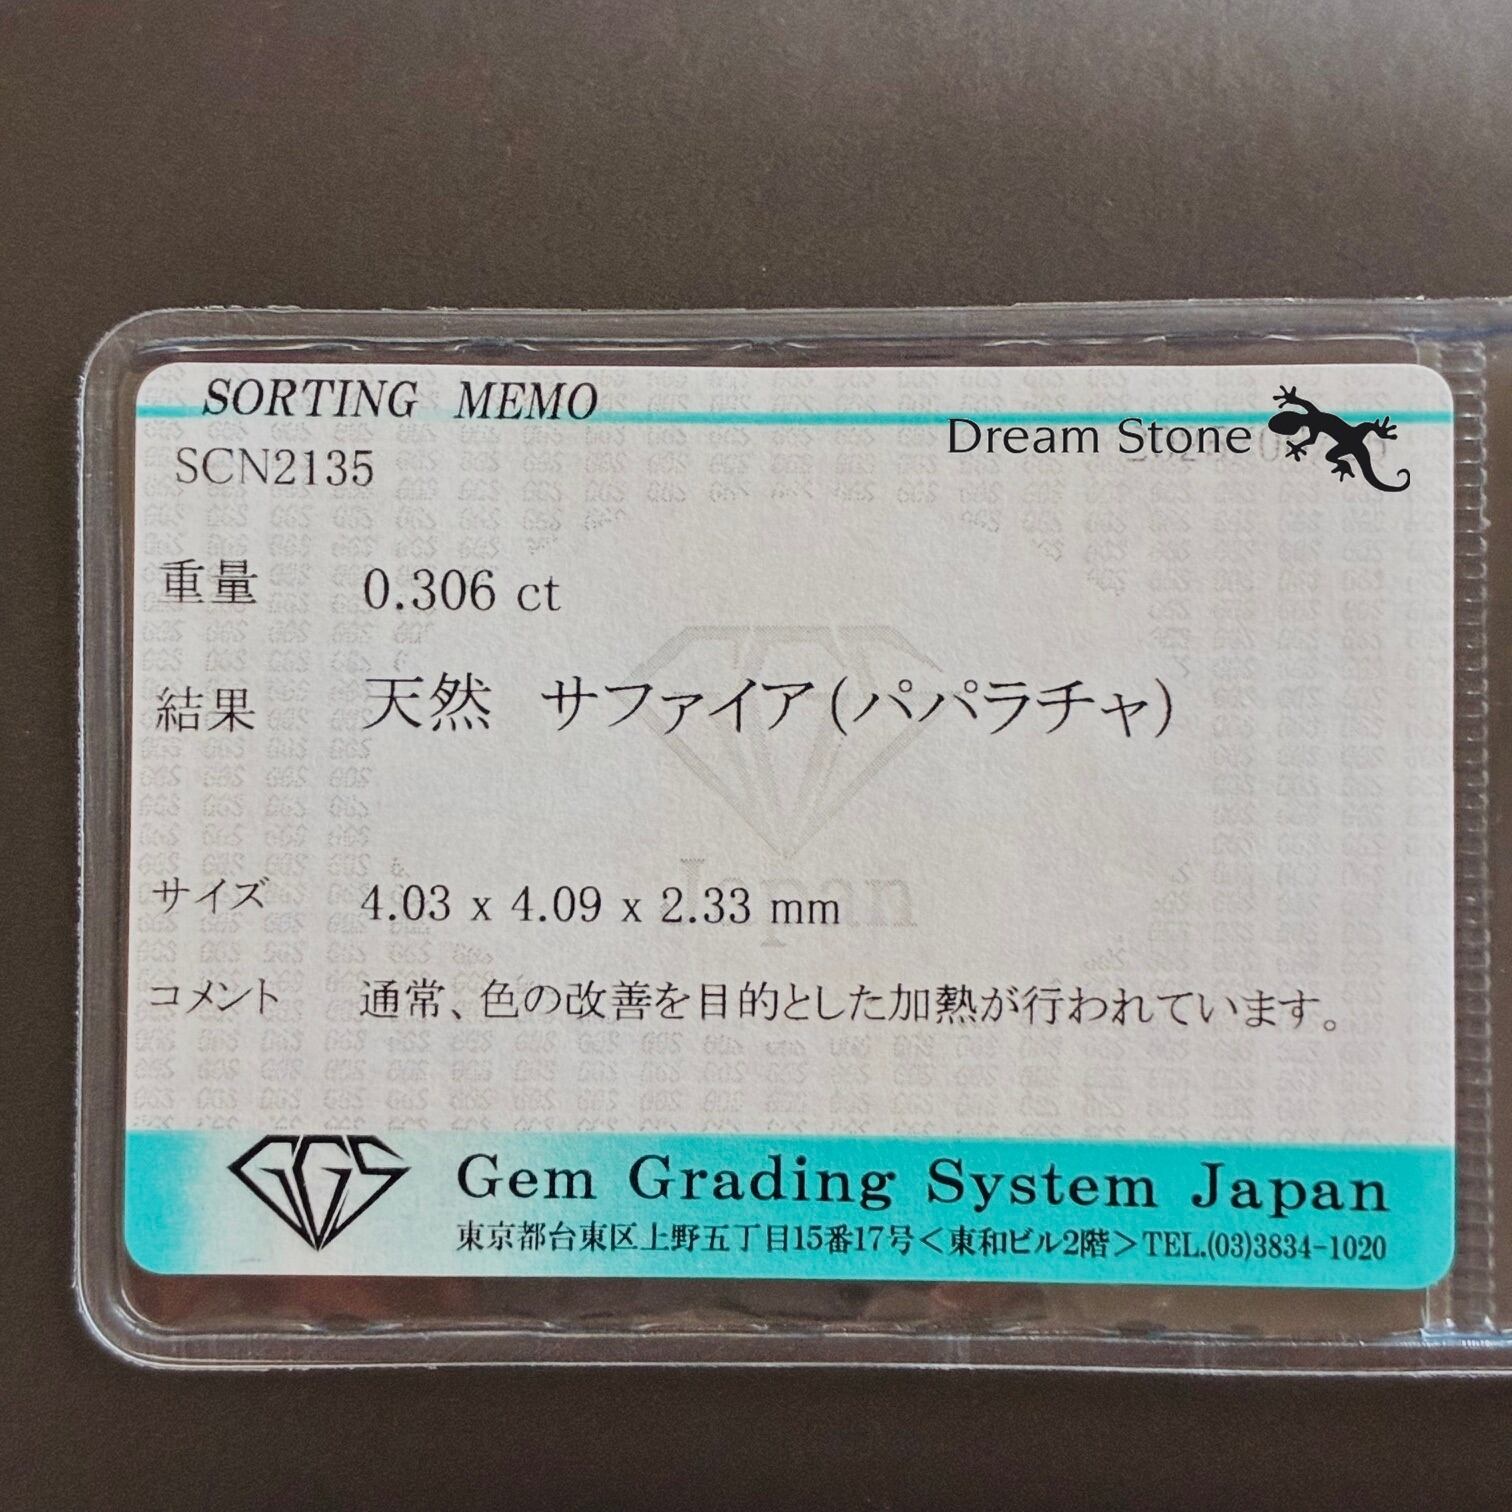 SORTING MEMO
Dream Stone
SCN2135
重量 0.306 ct
結果 天然 サファイア(パパラチャ)
サイズ 4.03 x 4.09 x 2.33 mm
コメント 通常、色の改善を目的とした加熱が行われています。
Japan
GGS
Gem Grading System Japan
東京都台東区上野五丁目15番17号<東和ビル2階>TEL.(03)3834-1020